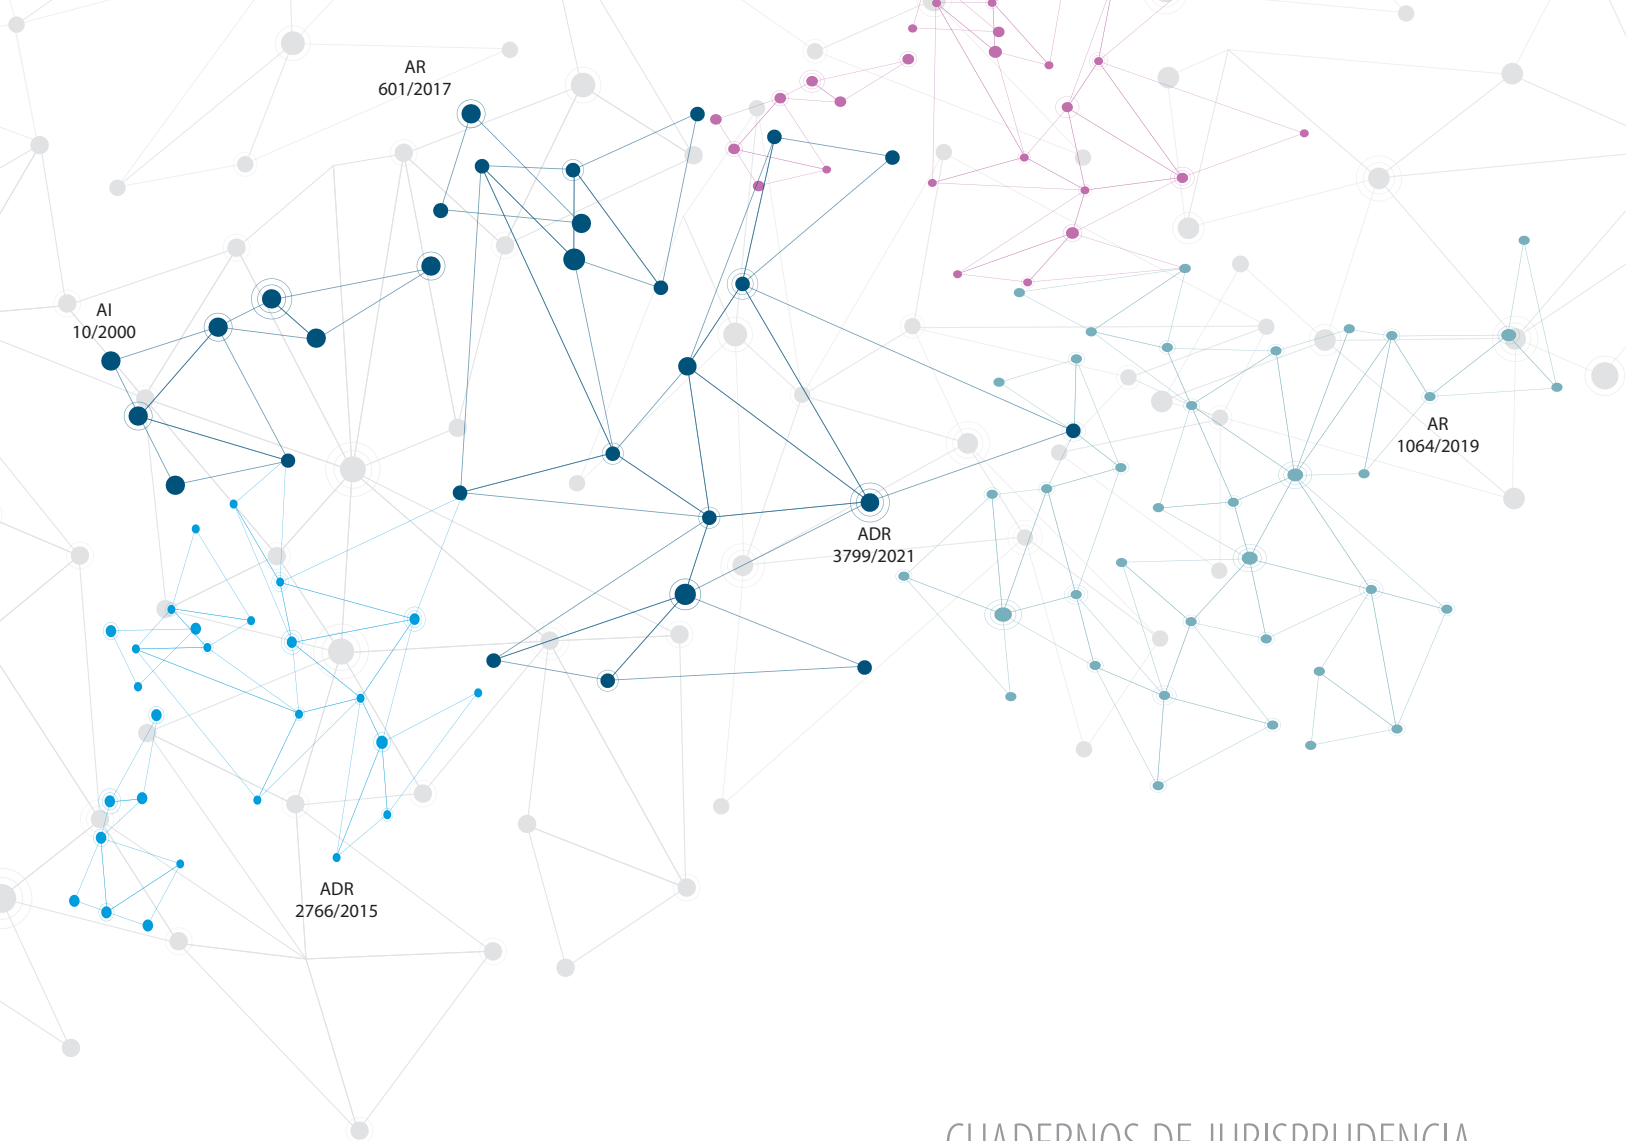 AR
601/2017
AI
10/2000
AR
1064/2019
ADR
3799/2021
ADR
2766/2015
CUADERNOS DE JURISPRUDENCIA